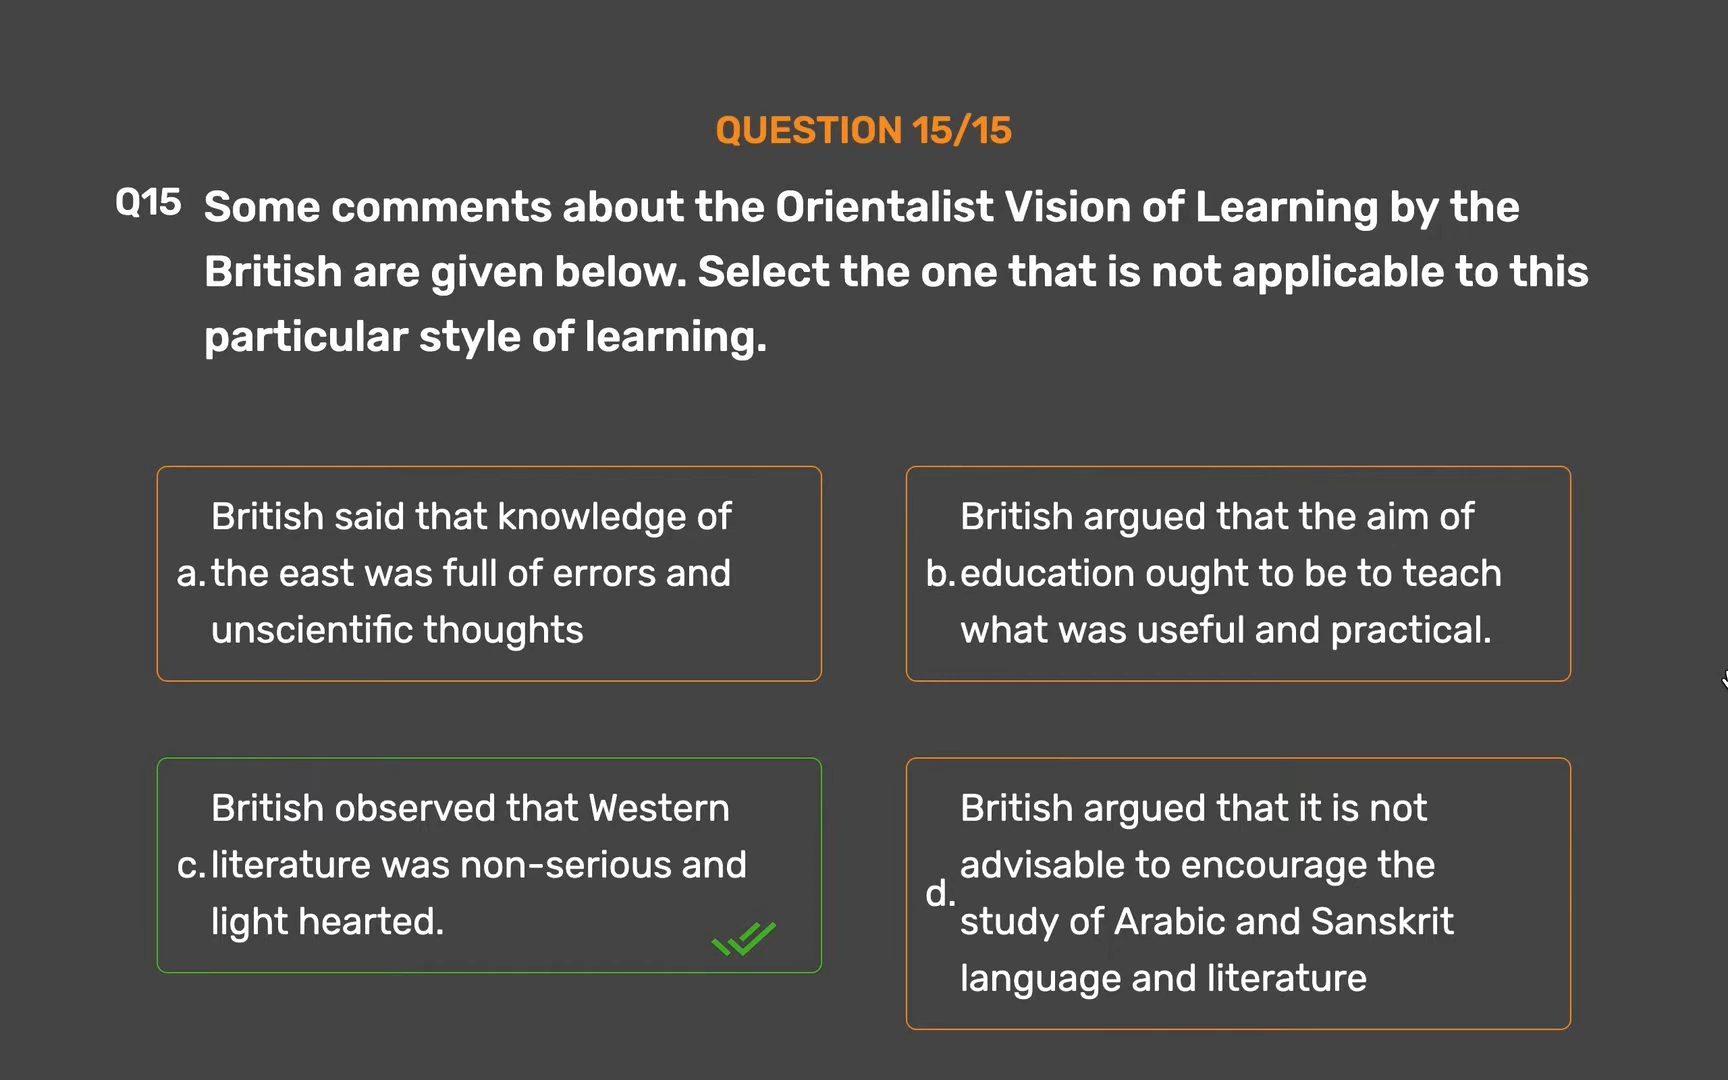 QUESTION 15/15
Q15 Some comments about the Orientalist Vision of Learning by the
British are given below. Select the one that is not applicable to this
particular style of learning.
British said that knowledge of
a. the east was full of errors and
unscientific thoughts
British argued that the aim of
b. education ought to be to teach
what was useful and practical.
British observed that Western
c. literature was non-serious and
light hearted.
British argued that it is not
advisable to encourage the
d.
study of Arabic and Sanskrit
language and literature